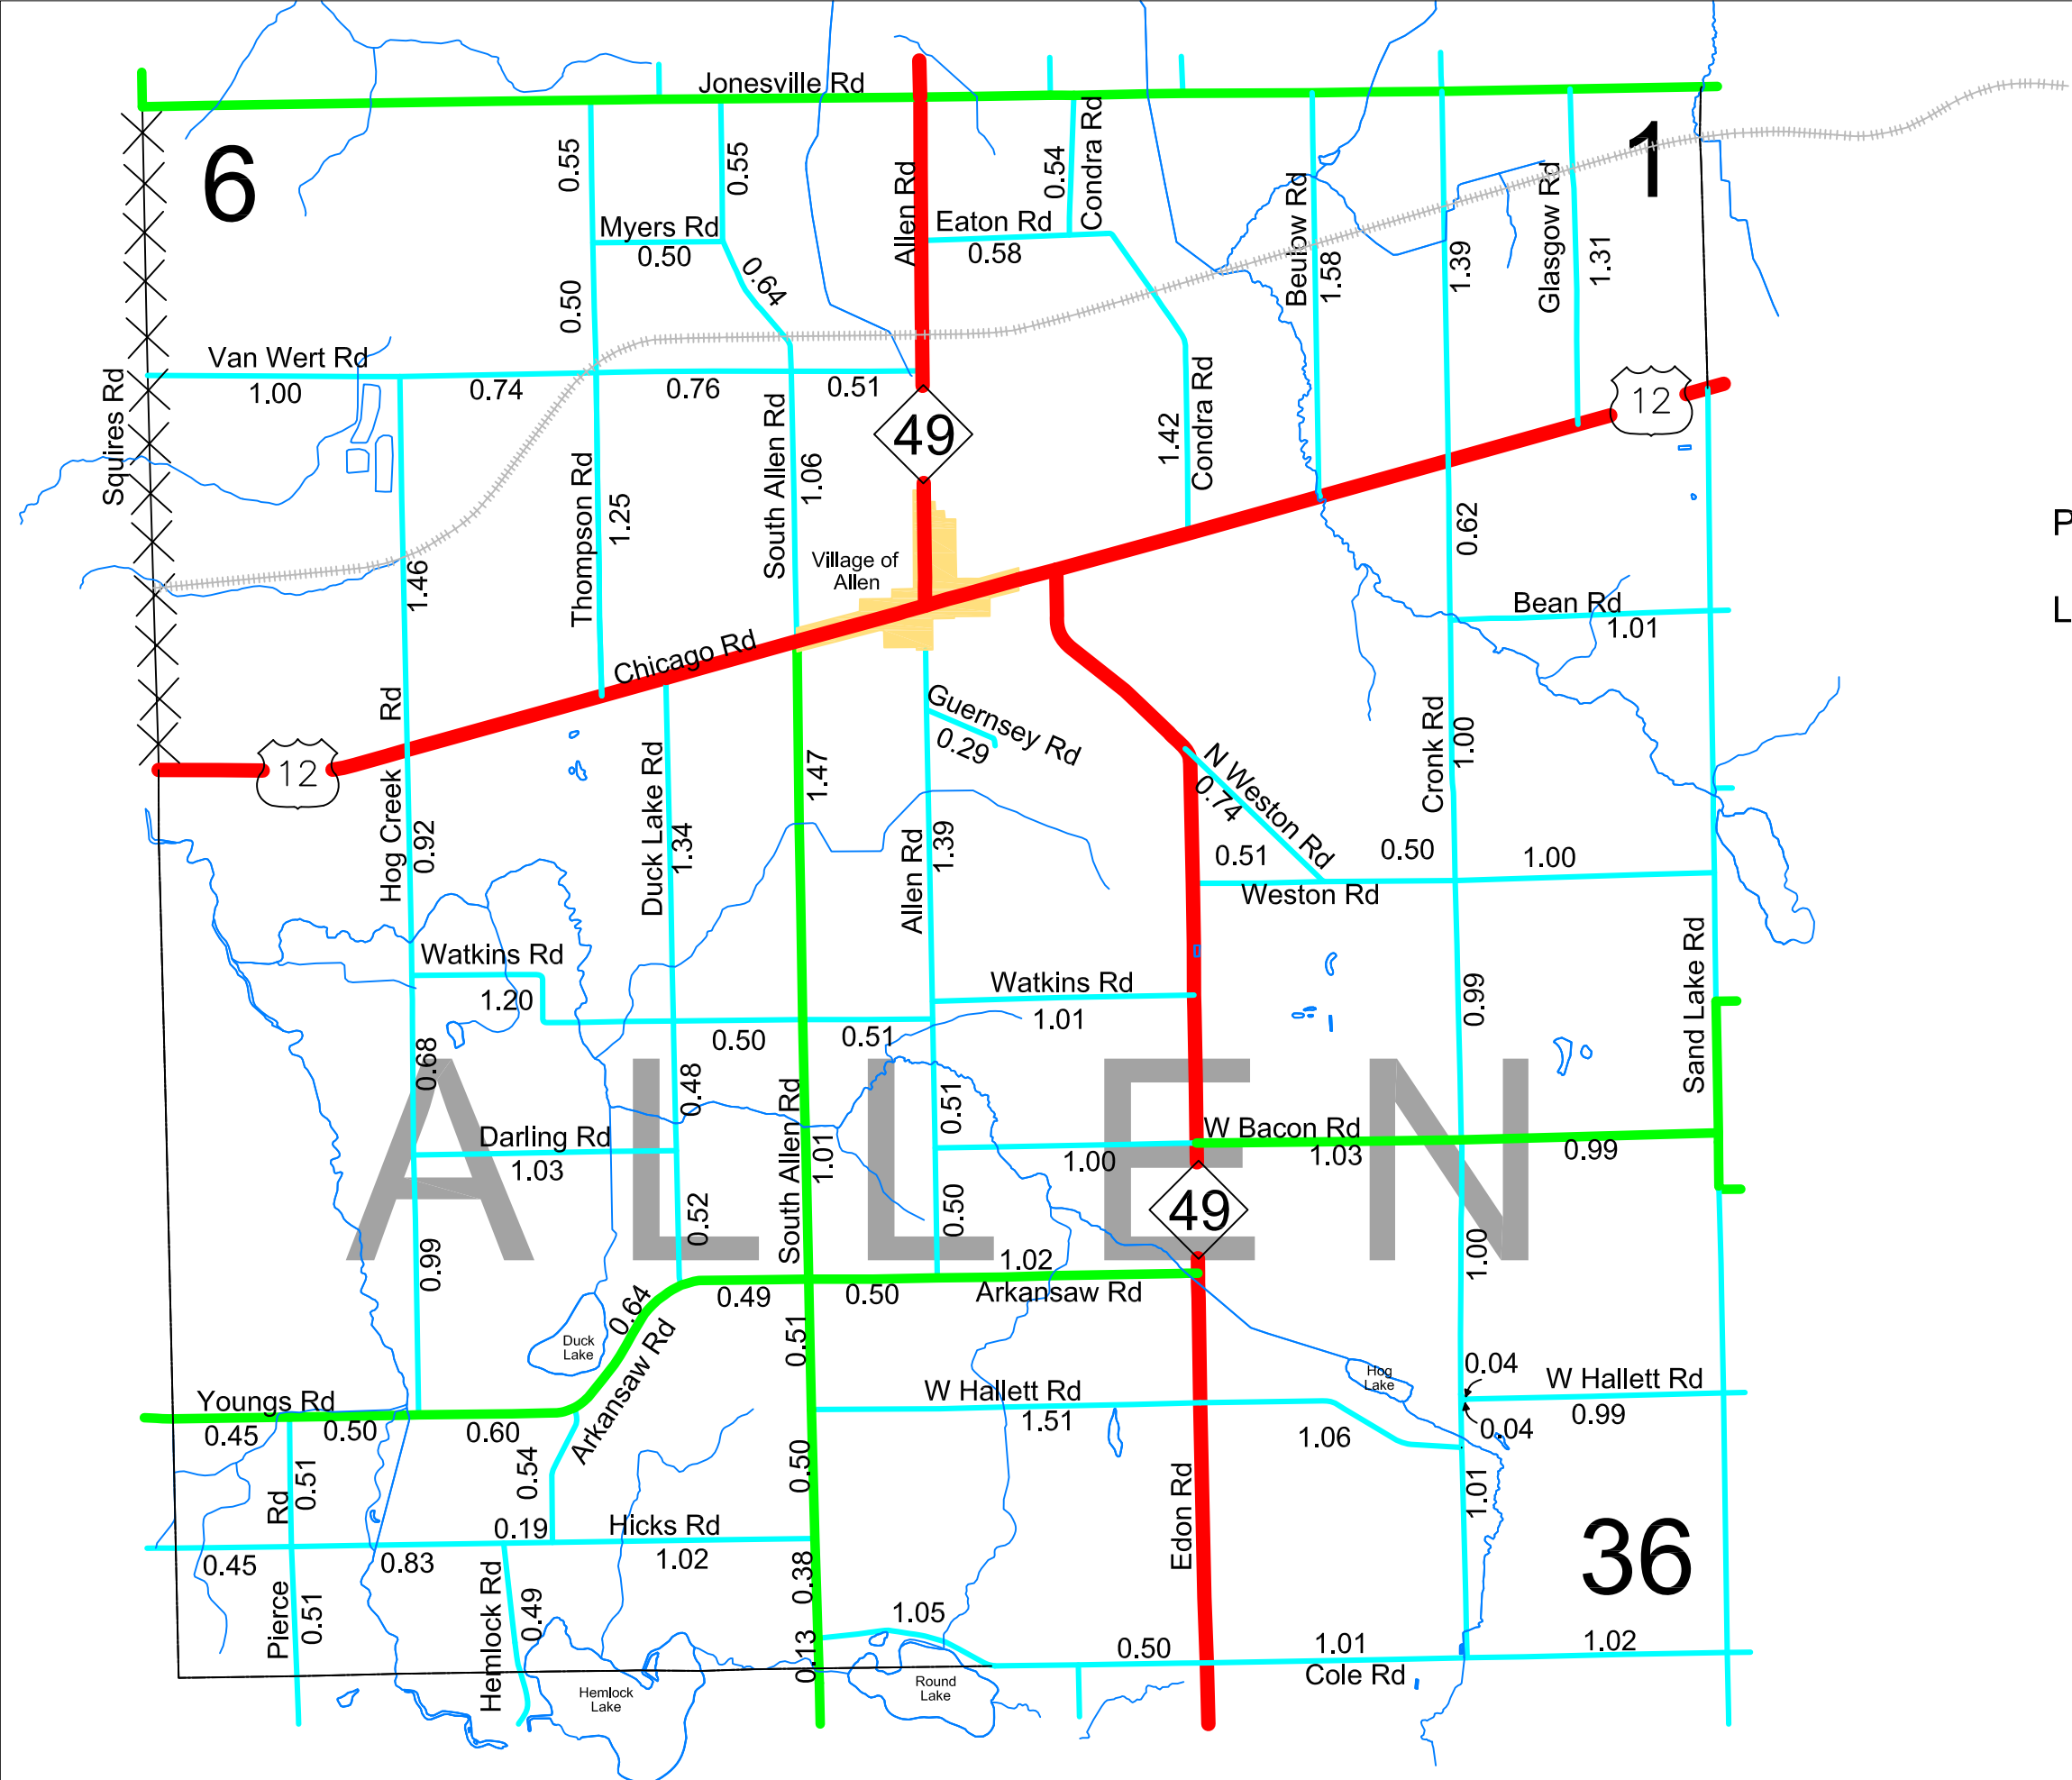 Jonesville Rd
6
1
0.55
0.55
0.54
Condra Rd
Allen Rd
Myers Rd
0.50
Eaton Rd
0.58
0.64
0.50
Beubow Rd
1.58
1.39
Glasgow Rd
1.31
Van Wert Rd
1.00
0.74
0.76
0.51
Squires Rd
12
49
South Allen Rd
1.06
1.42
Condra Rd
Thompson Rd
1.25
1.46
0.62
P
Village of
Allen
Bean Rd
1.01
L
Chicago Rd
Guernsey Rd
0.29
Hog Creek Rd
0.92
12
Duck Lake Rd
1.34
1.47
Allen Rd
1.39
N Weston Rd
0.74
Cronk Rd
1.00
0.51
0.50
1.00
Weston Rd
Watkins Rd
1.20
Watkins Rd
1.01
0.50
0.51
0.99
Sand Lake Rd
ALLEN
0.68
0.48
0.51
South Allen Rd
1.01
Darling Rd
1.03
1.00
W Bacon Rd
1.03
0.99
0.52
0.50
49
0.99
1.00
1.02
Arkansaw Rd
0.49
0.50
0.64
Arkansaw Rd
Duck
Lake
0.51
Hog
Lake
0.04
W Hallett Rd
0.99
0.04
W Hallett Rd
1.51
1.06
Youngs Rd
0.45
0.50
0.60
0.51
0.54
0.50
1.01
Edon Rd
36
0.19
Hicks Rd
1.02
0.45
0.83
0.38
Pierce Rd
0.51
Hemlock Rd
0.49
1.05
0.13
0.50
1.01
1.02
Cole Rd
Hemlock
Lake
Round
Lake